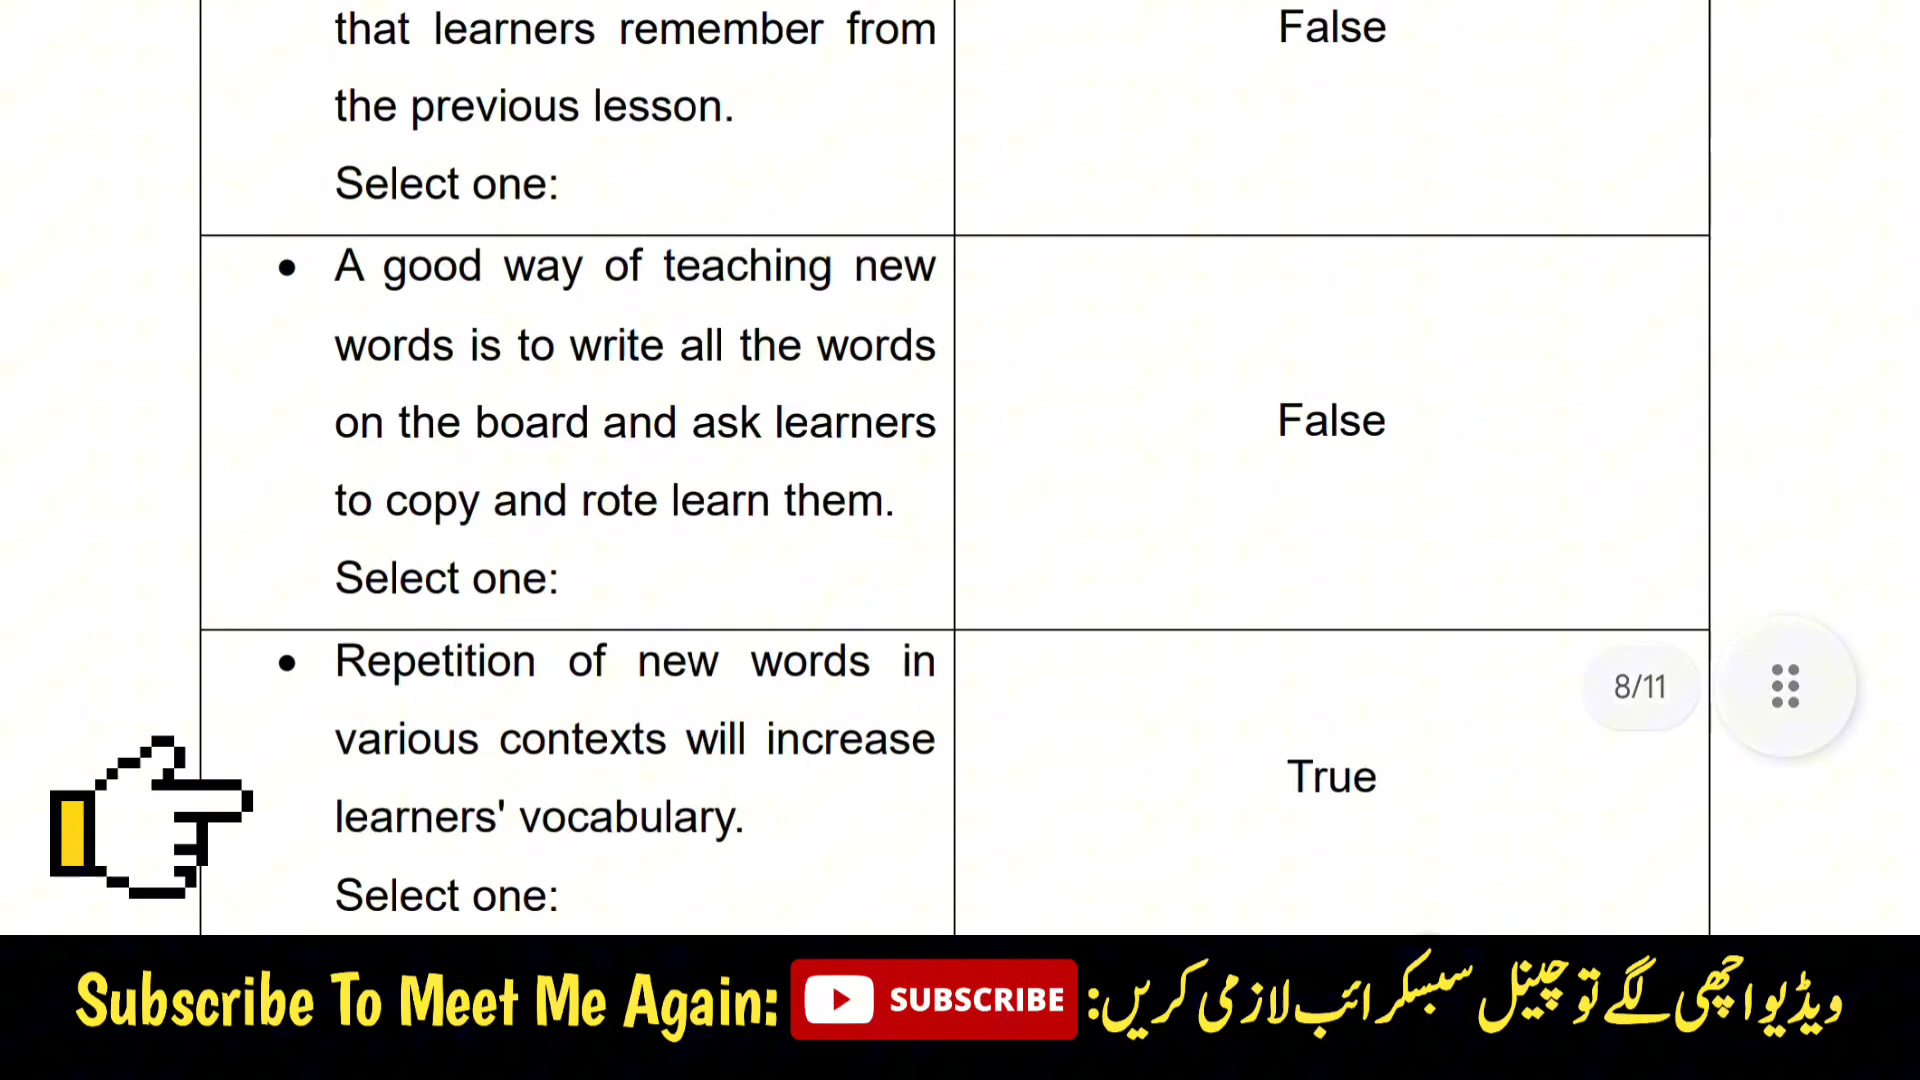 that learners remember from
False
the previous lesson.
Select one:
● A good way of teaching new
words is to write all the words
on the board and ask learners
False
to copy and rote learn them.
Select one:
● Repetition of new words in
8/11
various contexts will increase
True
learners' vocabulary.
Select one:
Subscribe To Meet Me Again: SUBSCRIBE ویڈیو اچھی لگے تو چینل سبسکرائب لازمی کریں: